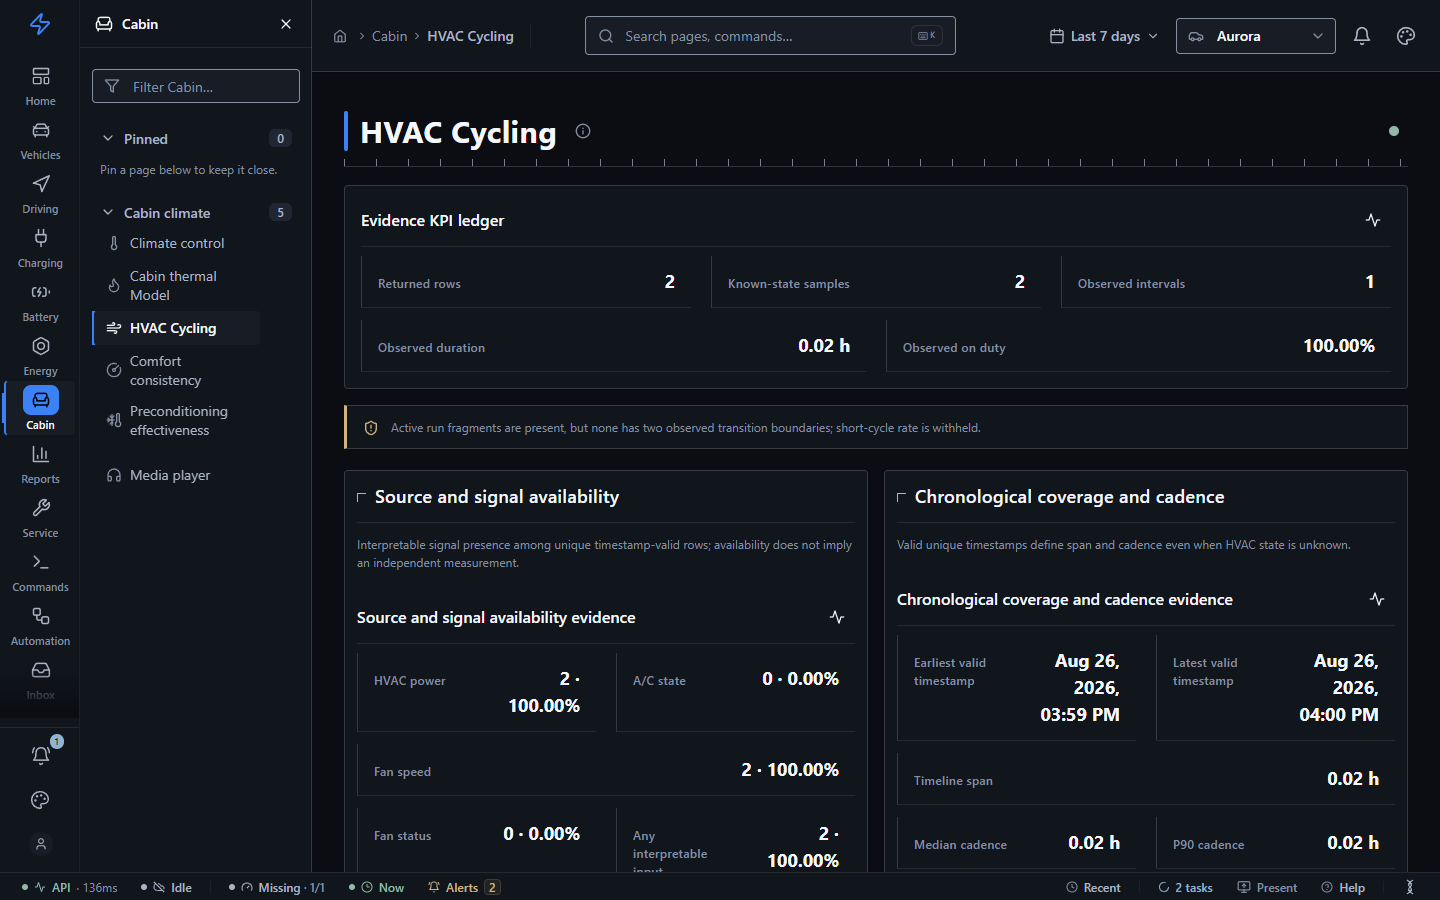 Cabin
Home
Vehicles
Driving
Charging
Battery
Energy
Cabin
Reports
Service
Commands
Automation
Inbox
1
Filter Cabin...
Pinned
0
Pin a page below to keep it close.
Cabin climate
5
Climate control
Cabin thermal
Model
HVAC Cycling
Comfort
consistency
Preconditioning
effectiveness
Media player
Cabin
HVAC Cycling
Search pages, commands...
K
Last 7 days
Aurora
HVAC Cycling
Evidence KPI ledger
Returned rows
2
Known-state samples
2
Observed intervals
1
Observed duration
0.02 h
Observed on duty
100.00%
Active run fragments are present, but none has two observed transition boundaries; short-cycle rate is withheld.
Source and signal availability
Interpretable signal presence among unique timestamp-valid rows; availability does not imply
an independent measurement.
Source and signal availability evidence
HVAC power
2 ·
100.00%
A/C state
0 · 0.00%
Fan speed
2 · 100.00%
Fan status
0 · 0.00%
Any
interpretable
input
2 ·
100.00%
Chronological coverage and cadence
Valid unique timestamps define span and cadence even when HVAC state is unknown.
Chronological coverage and cadence evidence
Earliest valid
timestamp
Aug 26,
2026,
03:59 PM
Latest valid
timestamp
Aug 26,
2026,
04:00 PM
Timeline span
0.02 h
Median cadence
0.02 h
P90 cadence
0.02 h
API · 136ms
Idle
Missing · 1/1
Now
Alerts 2
Recent
2 tasks
Present
Help